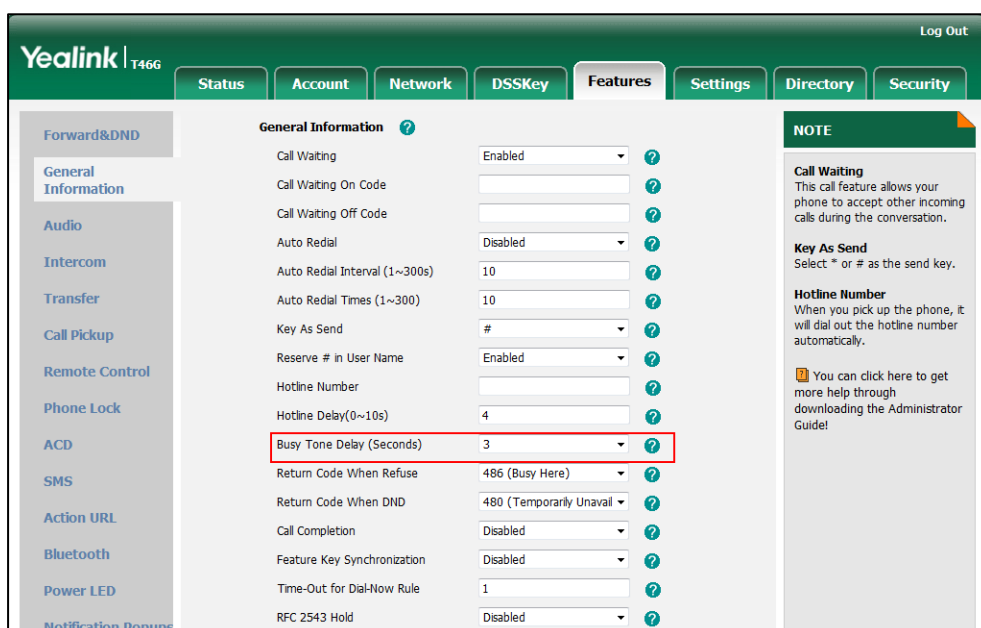 Log Out
Yealink T46G
Status Account Network DSSKey Features Settings Directory Security
Forward&DND
General
Information
Audio
Intercom
Transfer
Call Pickup
Remote Control
Phone Lock
ACD
SMS
Action URL
Bluetooth
Power LED
Notification Popups
General Information ?
Call Waiting Enabled ?
Call Waiting On Code ?
Call Waiting Off Code ?
Auto Redial Disabled ?
Auto Redial Interval (1~300s) 10 ?
Auto Redial Times (1~300) 10 ?
Key As Send # ?
Reserve # in User Name Enabled ?
Hotline Number ?
Hotline Delay(0~10s) 4 ?
Busy Tone Delay (Seconds) 3 ?
Return Code When Refuse 486 (Busy Here) ?
Return Code When DND 480 (Temporarily Unavail ?
Call Completion Disabled ?
Feature Key Synchronization Disabled ?
Time-Out for Dial-Now Rule 1 ?
RFC 2543 Hold Disabled ?
NOTE
Call Waiting
This call feature allows your
phone to accept other incoming
calls during the conversation.
Key As Send
Select * or # as the send key.
Hotline Number
When you pick up the phone, it
will dial out the hotline number
automatically.
? You can click here to get
more help through
downloading the Administrator
Guide!